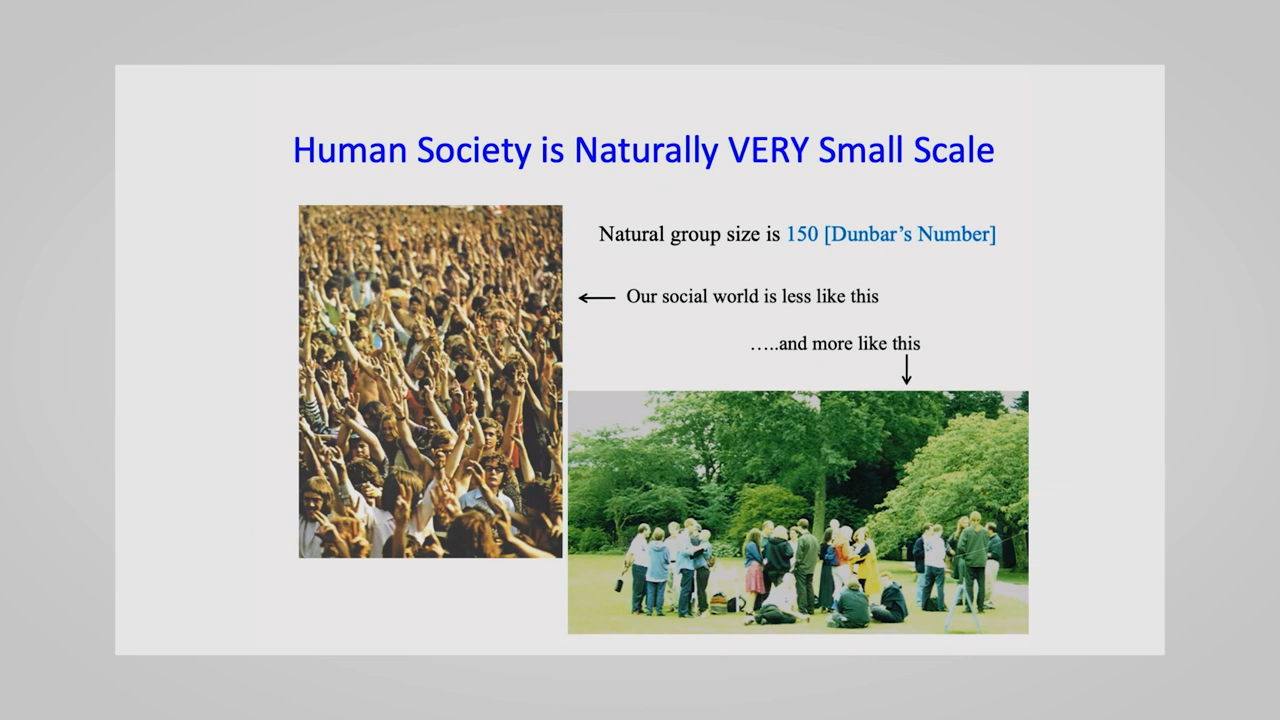 Human Society is Naturally VERY Small Scale
Natural group size is 150 [Dunbar’s Number]
Our social world is less like this
…..and more like this